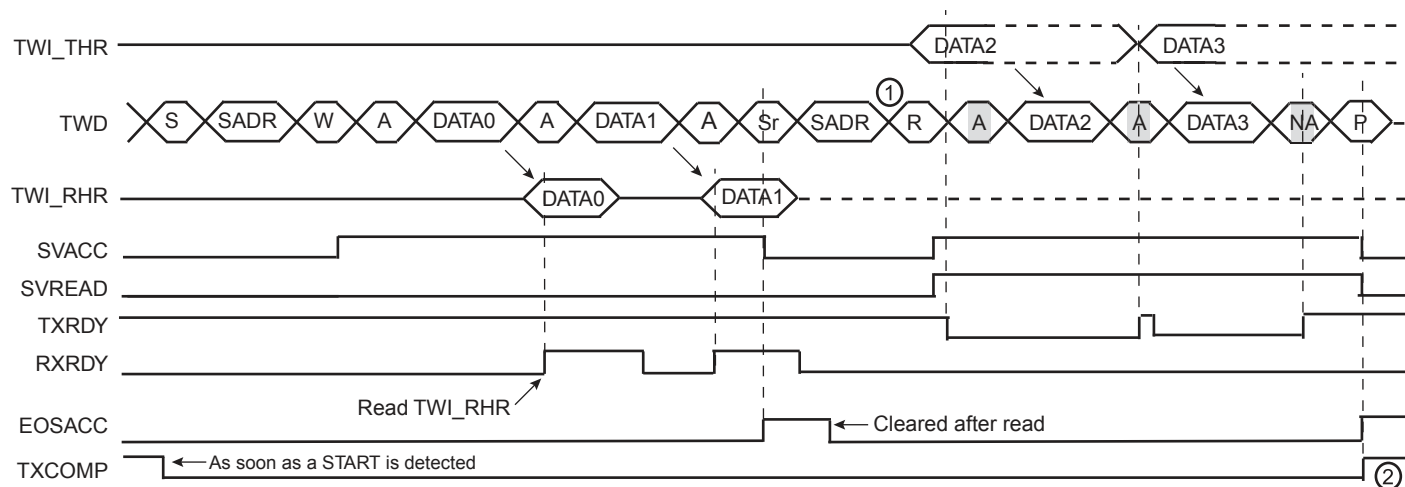 TWI_THR DATA2 DATA3
1
TWD S SADR W A DATA0 A DATA1 A Sr SADR R A DATA2 A DATA3 NA P
TWI_RHR DATA0 DATA1
SVACC
SVREAD
TXRDY
RXRDY
Read TWI_RHR
EOSACC Cleared after read
TXCOMP As soon as a START is detected 2